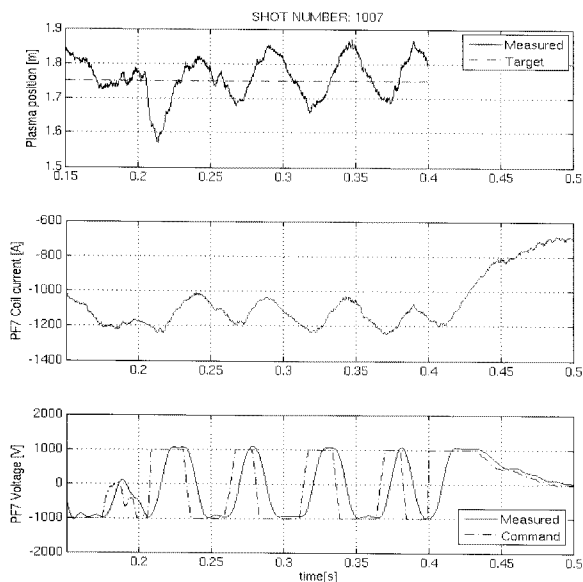 SHOT NUMBER: 1007
Plasma position [m]
1.9
1.8
1.7
1.6
1.5
Measured
Target
0.15 0.2 0.25 0.3 0.35 0.4 0.45 0.5
PF7 Coil current [A]
-600
-800
-1000
-1200
-1400
0.2 0.25 0.3 0.35 0.4 0.45 0.5
PF7 Voltage [V]
2000
1000
0
-1000
-2000
Measured
Command
0.2 0.25 0.3 0.35 0.4 0.45 0.5
time[s]